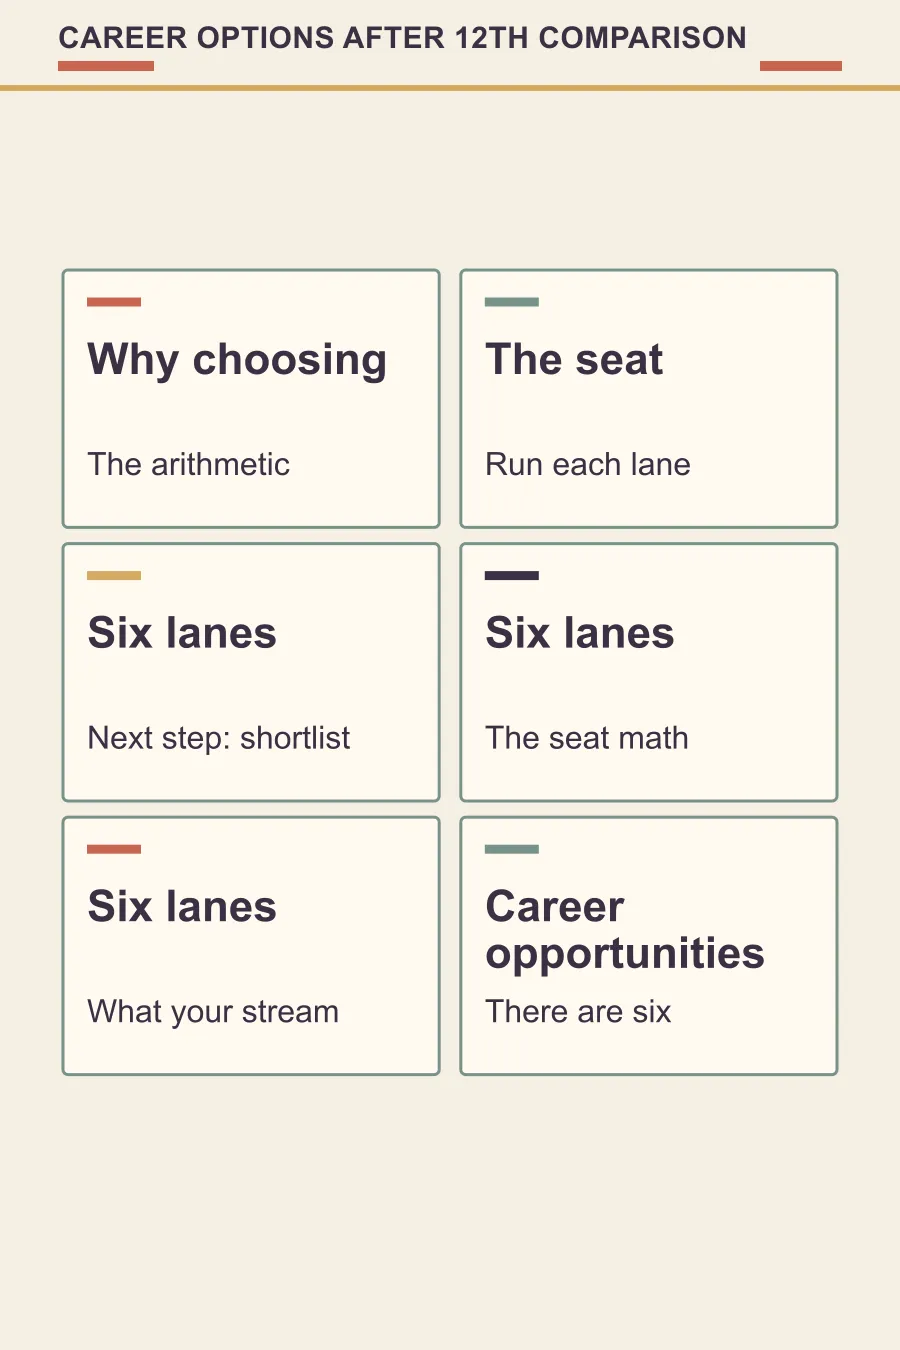 CAREER OPTIONS AFTER 12TH COMPARISON
Why choosing
The arithmetic
The seat
Run each lane
Six lanes
Next step: shortlist
Six lanes
The seat math
Six lanes
What your stream
Career
opportunities
There are six